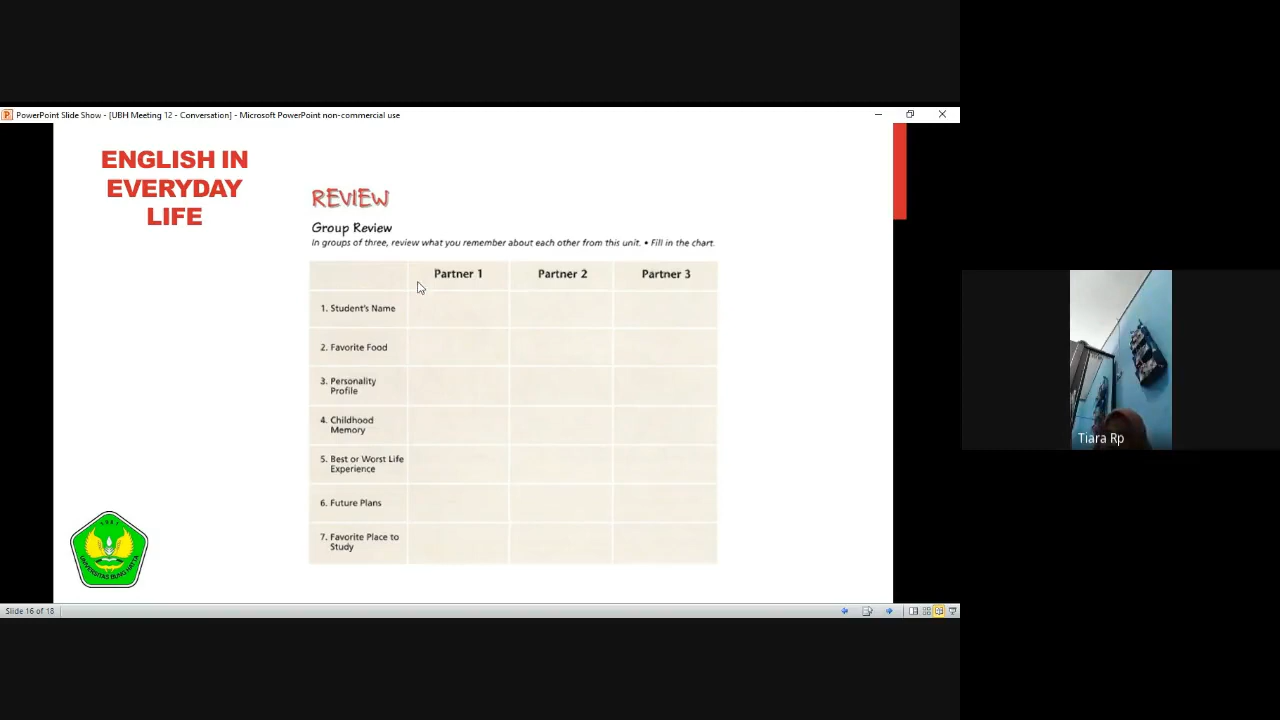 PowerPoint Slide Show - [UBH Meeting 12 - Conversation] - Microsoft PowerPoint non-commercial use
ENGLISH IN
EVERYDAY
LIFE
REVIEW
Group Review
In groups of three, review what you remember about each other from this unit. • Fill in the chart.
Partner 1 Partner 2 Partner 3
1. Student's Name
2. Favorite Food
3. Personality
Profile
4. Childhood
Memory
5. Best or Worst Life
Experience
6. Future Plans
7. Favorite Place to
Study
UNIVERSITAS BUNG HATTA
Slide 16 of 18
Tiara Rp